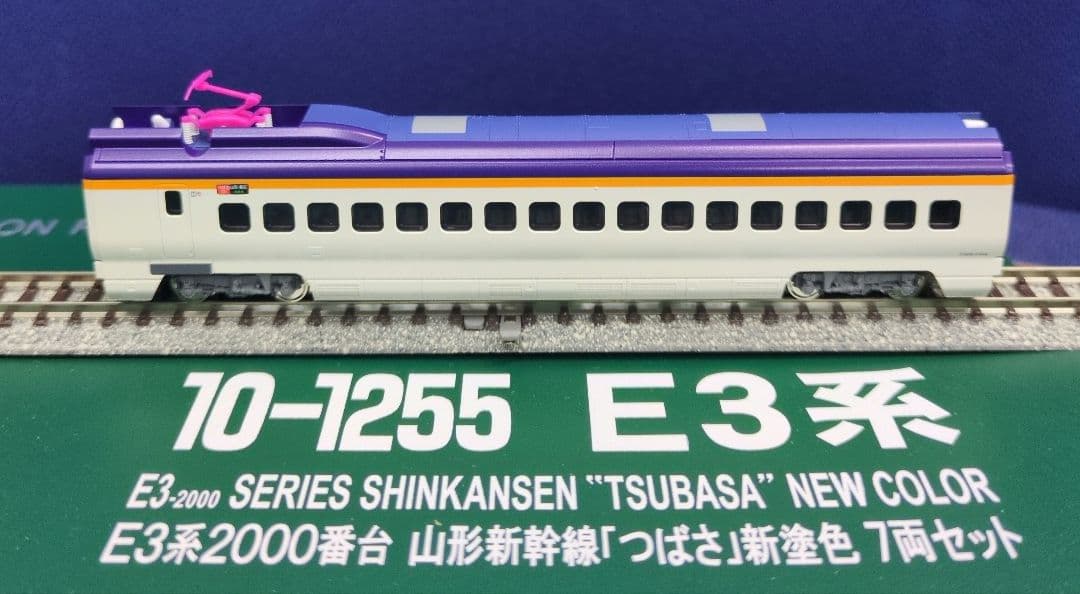 ON
10-1255 E3系
E3-2000 SERIES SHINKANSEN “TSUBASA” NEW COLOR
E3系2000番台 山形新幹線「つばさ」新塗色 7両セット